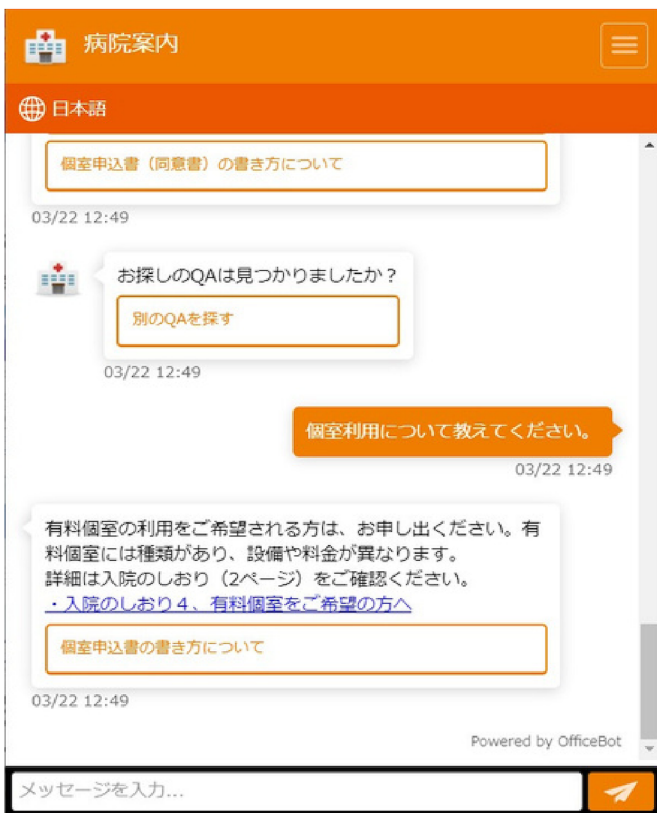 病院案内
日本語
個室申込書（同意書）の書き方について
03/22 12:49
お探しのQAは見つかりましたか？
別のQAを探す
03/22 12:49
個室利用について教えてください。
03/22 12:49
有料個室の利用をご希望される方は、お申し出ください。有
料個室には種類があり、設備や料金が異なります。
詳細は入院のしおり（2ページ）をご確認ください。
・入院のしおり４、有料個室をご希望の方へ
個室申込書の書き方について
03/22 12:49
Powered by OfficeBot
メッセージを入力...